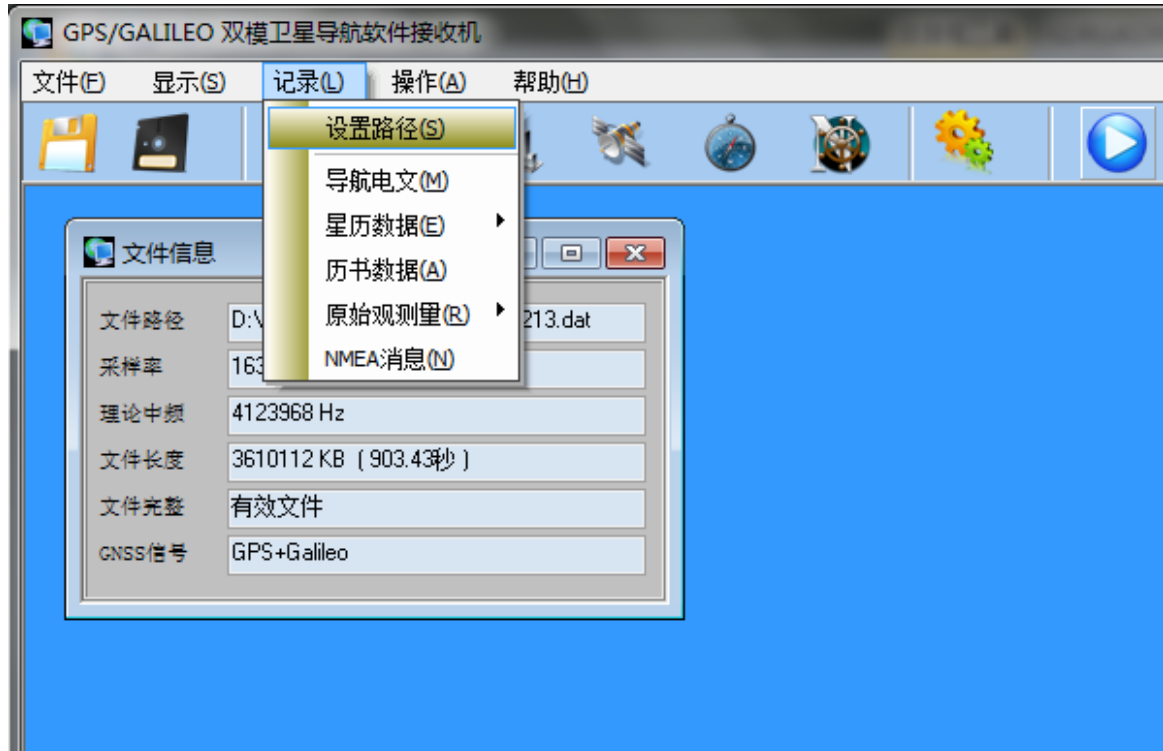 GPS/GALILEO 双模卫星导航软件接收机
文件(F) 显示(S) 记录(L) 操作(A) 帮助(H)
设置路径(S)
导航电文(M)
星历数据(E)
历书数据(A)
原始观测量(R)
NMEA消息(N)
文件信息
文件路径 D:\ 213.dat
采样率 163
理论中频 4123968 Hz
文件长度 3610112 KB (903.43秒)
文件完整 有效文件
GNSS信号 GPS+Galileo